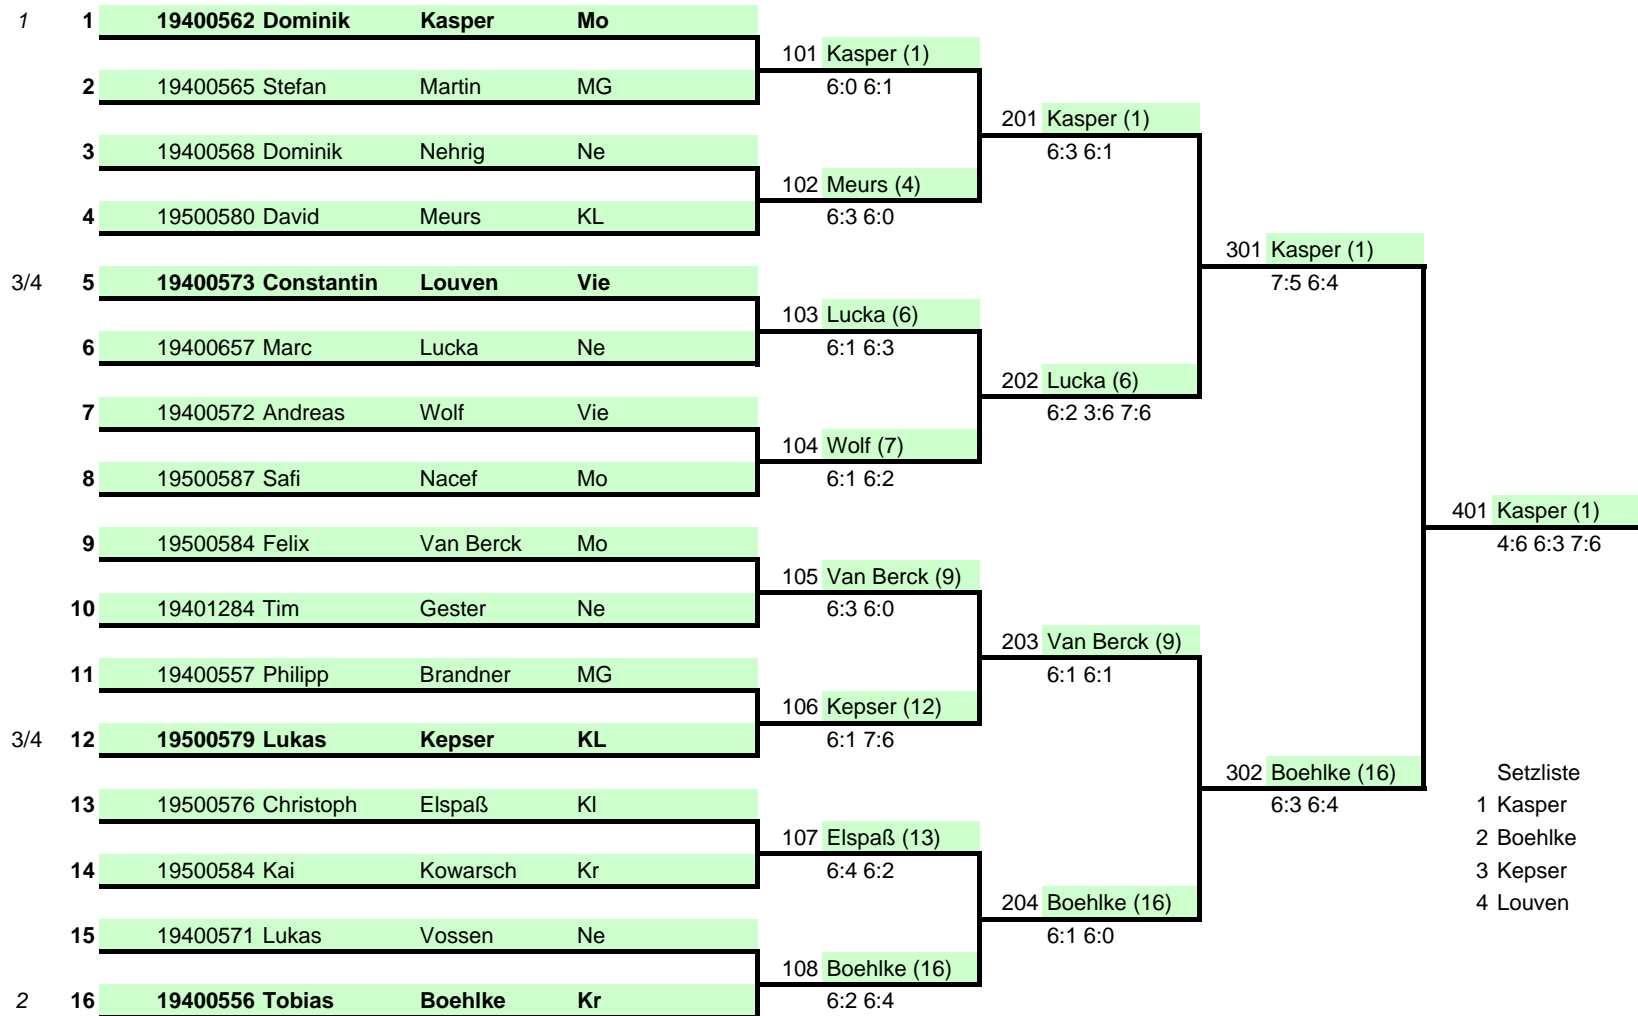 1 1 19400562 Dominik Kasper Mo
101 Kasper (1)
2 19400565 Stefan Martin MG 6:0 6:1
201 Kasper (1)
3 19400568 Dominik Nehrig Ne 6:3 6:1
102 Meurs (4)
4 19500580 David Meurs KL 6:3 6:0
301 Kasper (1)
3/4 5 19400573 Constantin Louven Vie 7:5 6:4
103 Lucka (6)
6 19400657 Marc Lucka Ne 6:1 6:3
202 Lucka (6)
7 19400572 Andreas Wolf Vie 6:2 3:6 7:6
104 Wolf (7)
8 19500587 Safi Nacef Mo 6:1 6:2
401 Kasper (1)
9 19500584 Felix Van Berck Mo 4:6 6:3 7:6
105 Van Berck (9)
10 19401284 Tim Gester Ne 6:3 6:0
203 Van Berck (9)
11 19400557 Philipp Brandner MG 6:1 6:1
106 Kepser (12)
3/4 12 19500579 Lukas Kepser KL 6:1 7:6
302 Boehlke (16) Setzliste
13 19500576 Christoph Elspaß Kl 6:3 6:4 1 Kasper
107 Elspaß (13) 2 Boehlke
14 19500584 Kai Kowarsch Kr 6:4 6:2 3 Kepser
204 Boehlke (16) 4 Louven
15 19400571 Lukas Vossen Ne 6:1 6:0
108 Boehlke (16)
2 16 19400556 Tobias Boehlke Kr 6:2 6:4